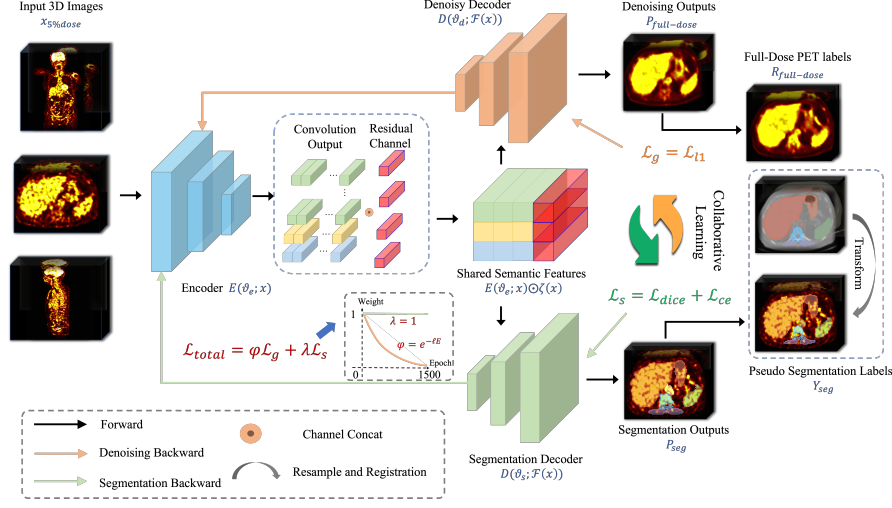 Input 3D Images
x5%dose
Denoisy Decoder
D(ϑd; ℱ(x))
Denoising Outputs
Pfull−dose
Full-Dose PET labels
Rfull−dose
Convolution
Output
Residual
Channel
ℒg = ℒl1
Collaborative
Learning
Transform
Encoder E(ϑe; x)
Shared Semantic Features
E(ϑe; x)⊙ζ(x)
ℒs = ℒdice + ℒce
Weight
1
λ = 1
φ = e−ℓE
Epoch
0
1500
ℒtotal = φℒg + λℒs
Pseudo Segmentation Labels
Yseg
Segmentation Outputs
Pseg
Segmentation Decoder
D(ϑs; ℱ(x))
Forward
Channel Concat
Denoising Backward
Resample and Registration
Segmentation Backward